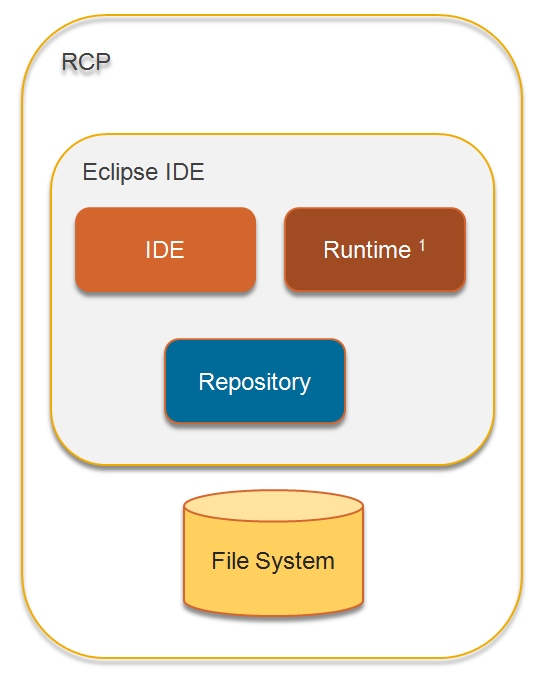 RCP
Eclipse IDE
IDE
Runtime ¹
Repository
File System